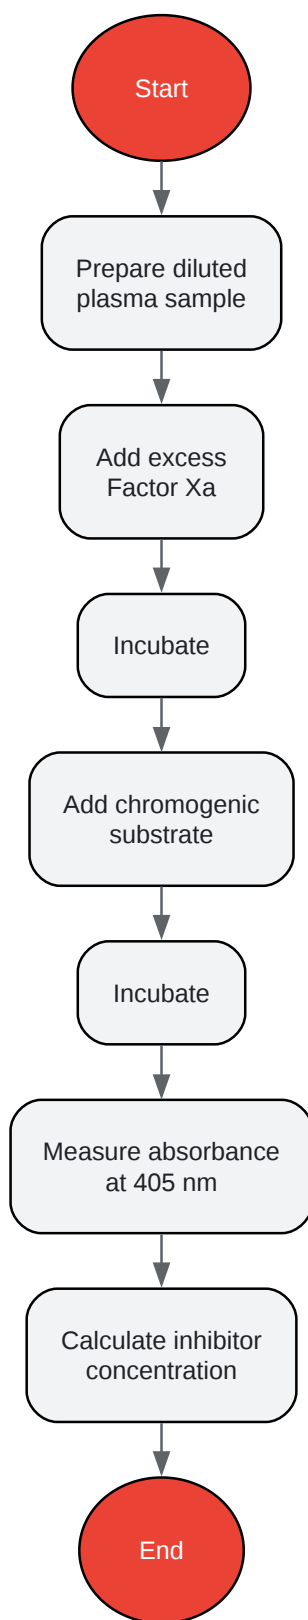 Start
Prepare diluted
plasma sample
Add excess
Factor Xa
Incubate
Add chromogenic
substrate
Incubate
Measure absorbance
at 405 nm
Calculate inhibitor
concentration
End